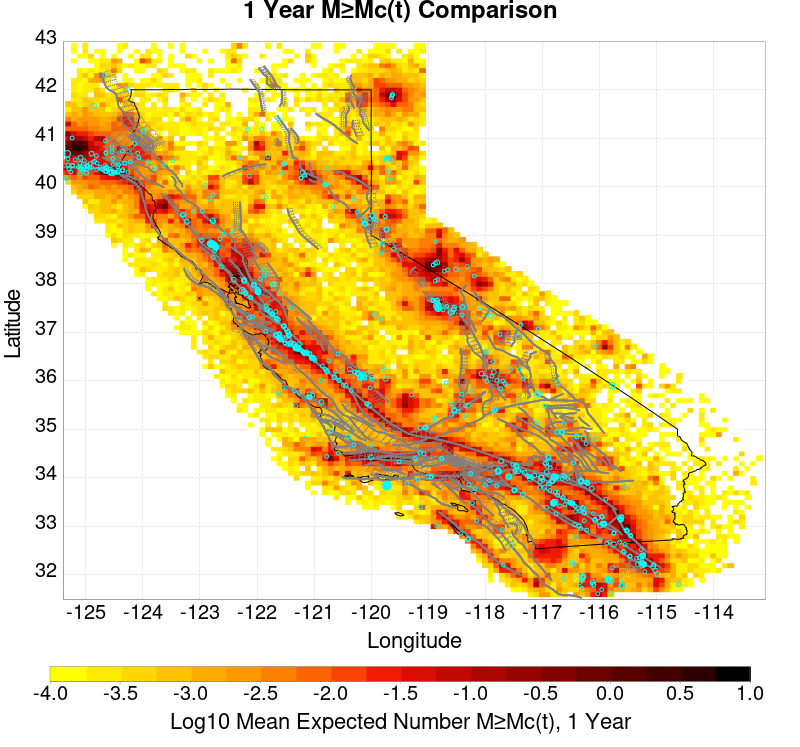 1 Year M≥Mc(t) Comparison
43
42
41
40
39
38
37
36
35
34
33
32
Latitude
-125 -124 -123 -122 -121 -120 -119 -118 -117 -116 -115 -114
Longitude
-4.0 -3.5 -3.0 -2.5 -2.0 -1.5 -1.0 -0.5 0.0 0.5 1.0
Log10 Mean Expected Number M≥Mc(t), 1 Year